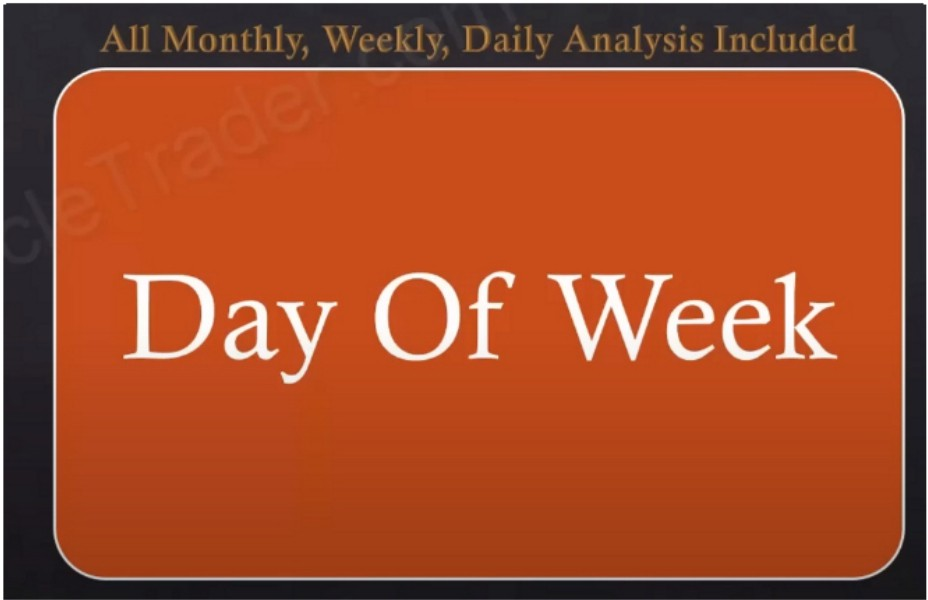 All Monthly, Weekly, Daily Analysis Included
Day Of Week